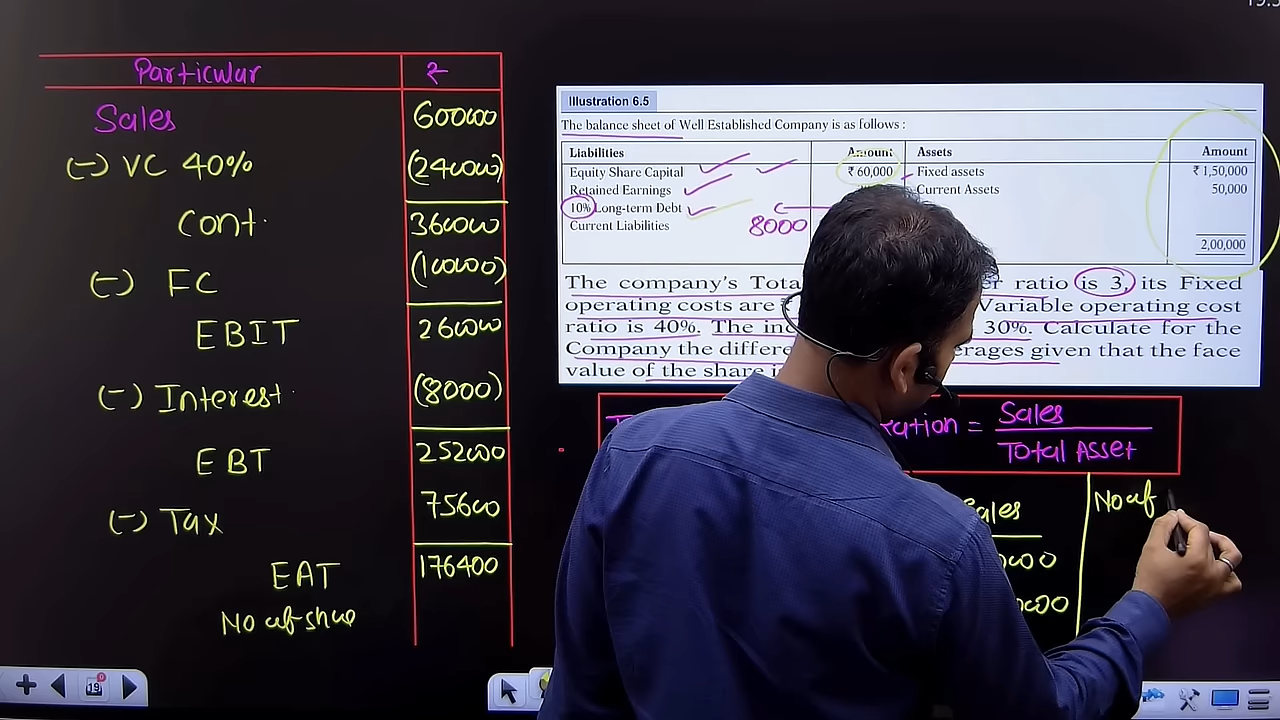 Particular ₹
Sales 600000
(-) VC 40% (240000)
Cont. 360000
(-) FC (100000)
EBIT 260000
(-) Interest (8000)
EBT 252000
(-) Tax 75600
EAT 176400
No of share
19
Illustration 6.5
The balance sheet of Well Established Company is as follows :
Liabilities Amount Assets Amount
Equity Share Capital ₹ 60,000 Fixed assets ₹ 1,50,000
Retained Earnings Current Assets 50,000
10% Long-term Debt
8000
Current Liabilities
2,00,000
The company's Tota r ratio is 3, its Fixed
operating costs are Variable operating cost
ratio is 40%. The inc 30%. Calculate for the
Company the differe erages given that the face
value of the share i
ration = Sales
Total Asset
ales
No of